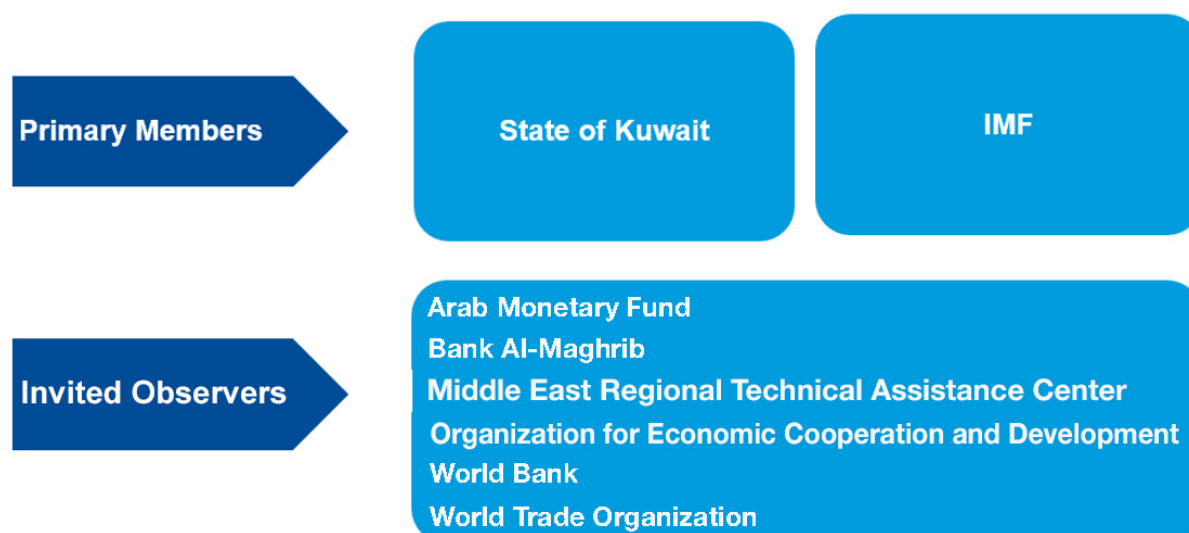 Primary Members
State of Kuwait
IMF
Invited Observers
Arab Monetary Fund
Bank Al-Maghrib
Middle East Regional Technical Assistance Center
Organization for Economic Cooperation and Development
World Bank
World Trade Organization